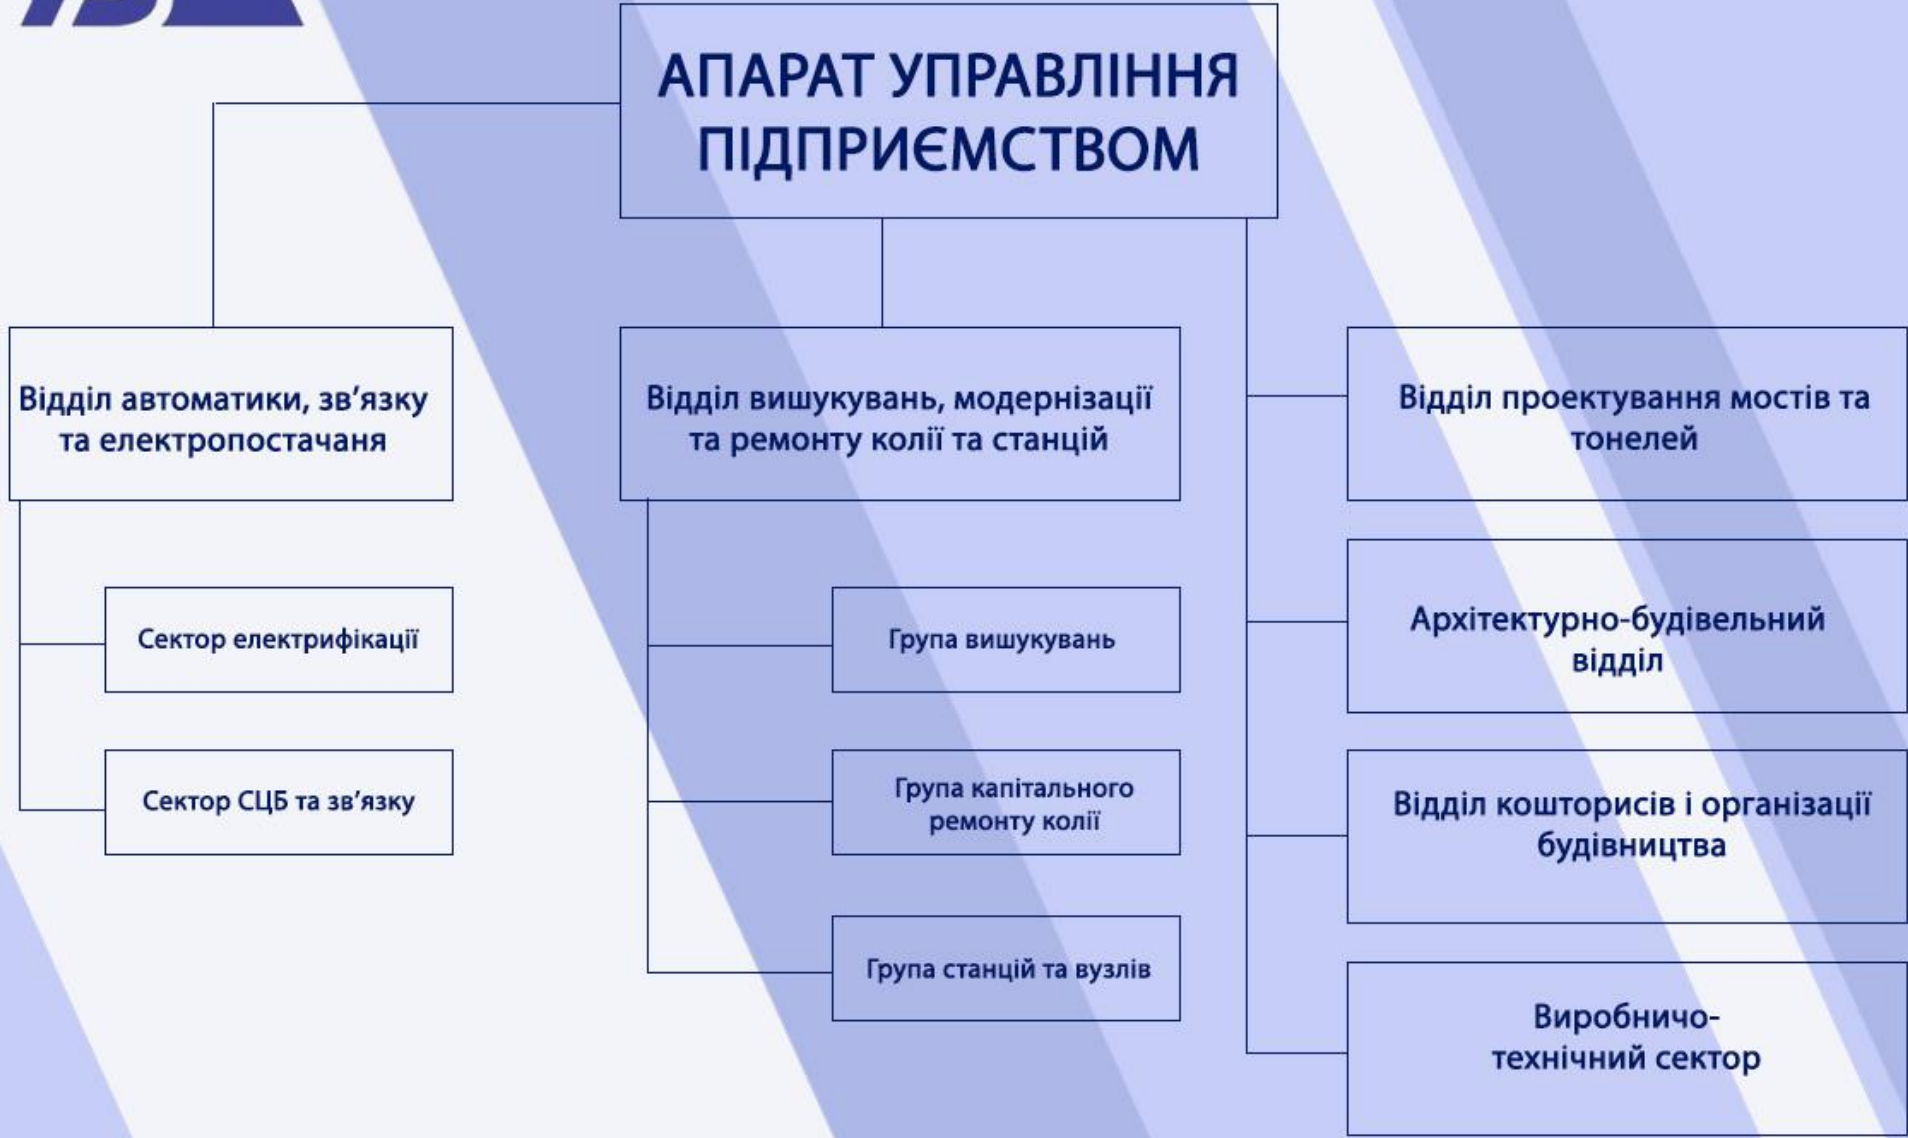 АПАРАТ УПРАВЛІННЯ
ПІДПРИЄМСТВОМ
Відділ автоматики, зв’язку
та електропостачаня
Сектор електрифікації
Сектор СЦБ та зв’язку
Відділ вишукувань, модернізації
та ремонту колії та станцій
Група вишукувань
Група капітального
ремонту колії
Група станцій та вузлів
Відділ проектування мостів та
тонелей
Архітектурно-будівельний
відділ
Відділ кошторисів і організації
будівництва
Виробничо-
технічний сектор